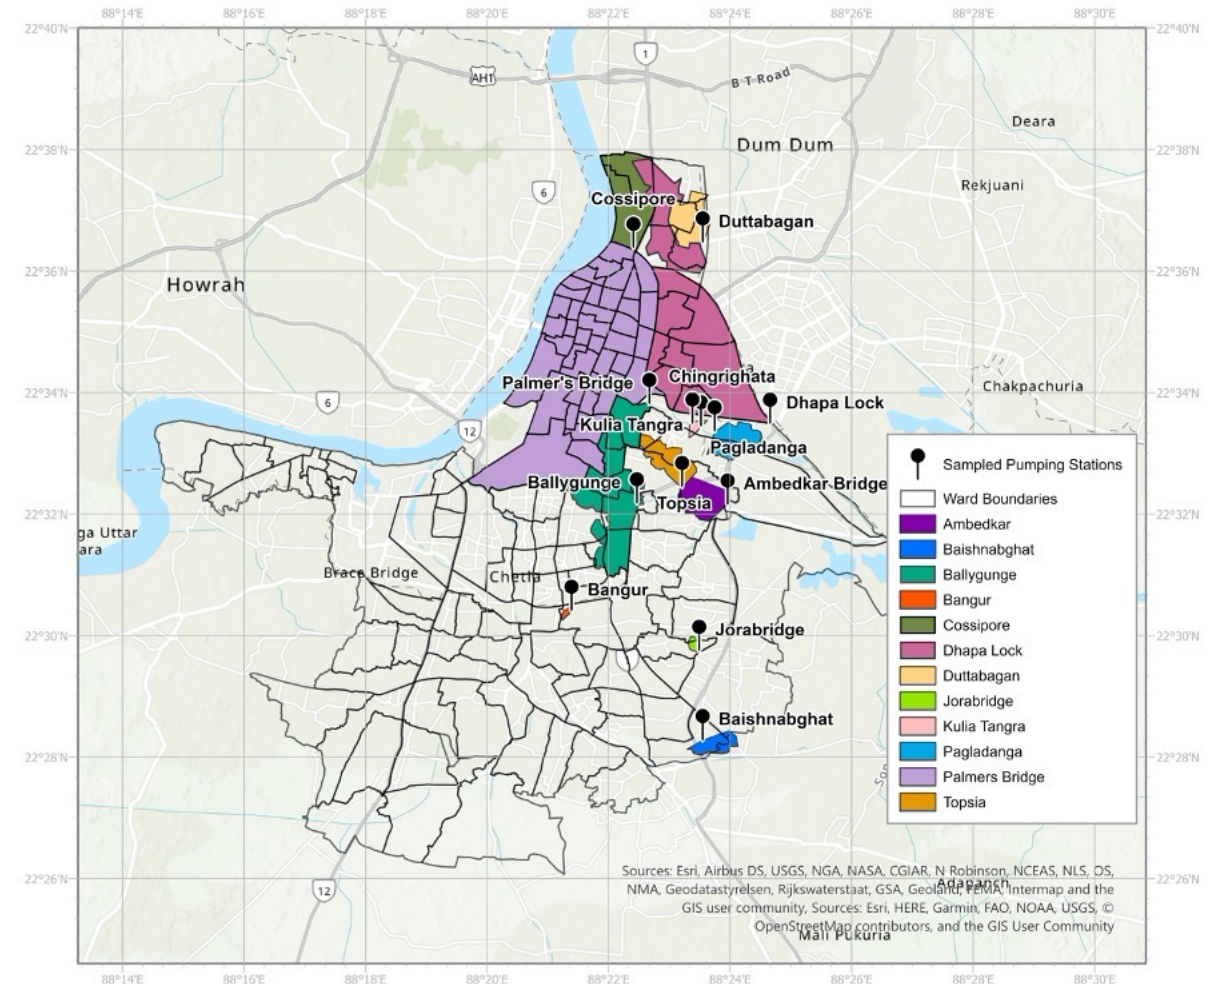 88°14'E 88°16'E 88°18'E 88°20'E 88°22'E 88°24'E 88°26'E 88°28'E 88°30'E
22°40'N 22°40'N
1
AH1
B T Road
Deara
Dum Dum
22°38'N 22°38'N
6
Rekjuani
Cossipore
Duttabagan
22°36'N 22°36'N
Howrah
Chingrighata
Palmer's Bridge
Chakpachuria
22°34'N 22°34'N
6
Dhapa Lock
12
Kulia Tangra
Pagladanga
Ballygunge
Ambedkar Bridge
Topsia
22°32'N 22°32'N
ga Uttar
ara
Brace Bridge
Chetla
Bangur
Jorabridge
22°30'N 22°30'N
Baishnabghat
22°28'N 22°28'N
Sampled Pumping Stations
Ward Boundaries
Ambedkar
Baishnabghat
Ballygunge
Bangur
Cossipore
Dhapa Lock
Duttabagan
Jorabridge
Kulia Tangra
Pagladanga
Palmers Bridge
Topsia
22°26'N 22°26'N
12
Sources: Esri, Airbus DS, USGS, NGA, NASA, CGIAR, N Robinson, NCEAS, NLS, OS,
NMA, Geodatastyrelsen, Rijkswaterstaat, GSA, Geoland, FEMA, Intermap and the
Adapanch
GIS user community, Sources: Esri, HERE, Garmin, FAO, NOAA, USGS, ©
OpenStreetMap contributors, and the GIS User Community
Mali Pukuria
88°14'E 88°16'E 88°18'E 88°20'E 88°22'E 88°24'E 88°26'E 88°28'E 88°30'E